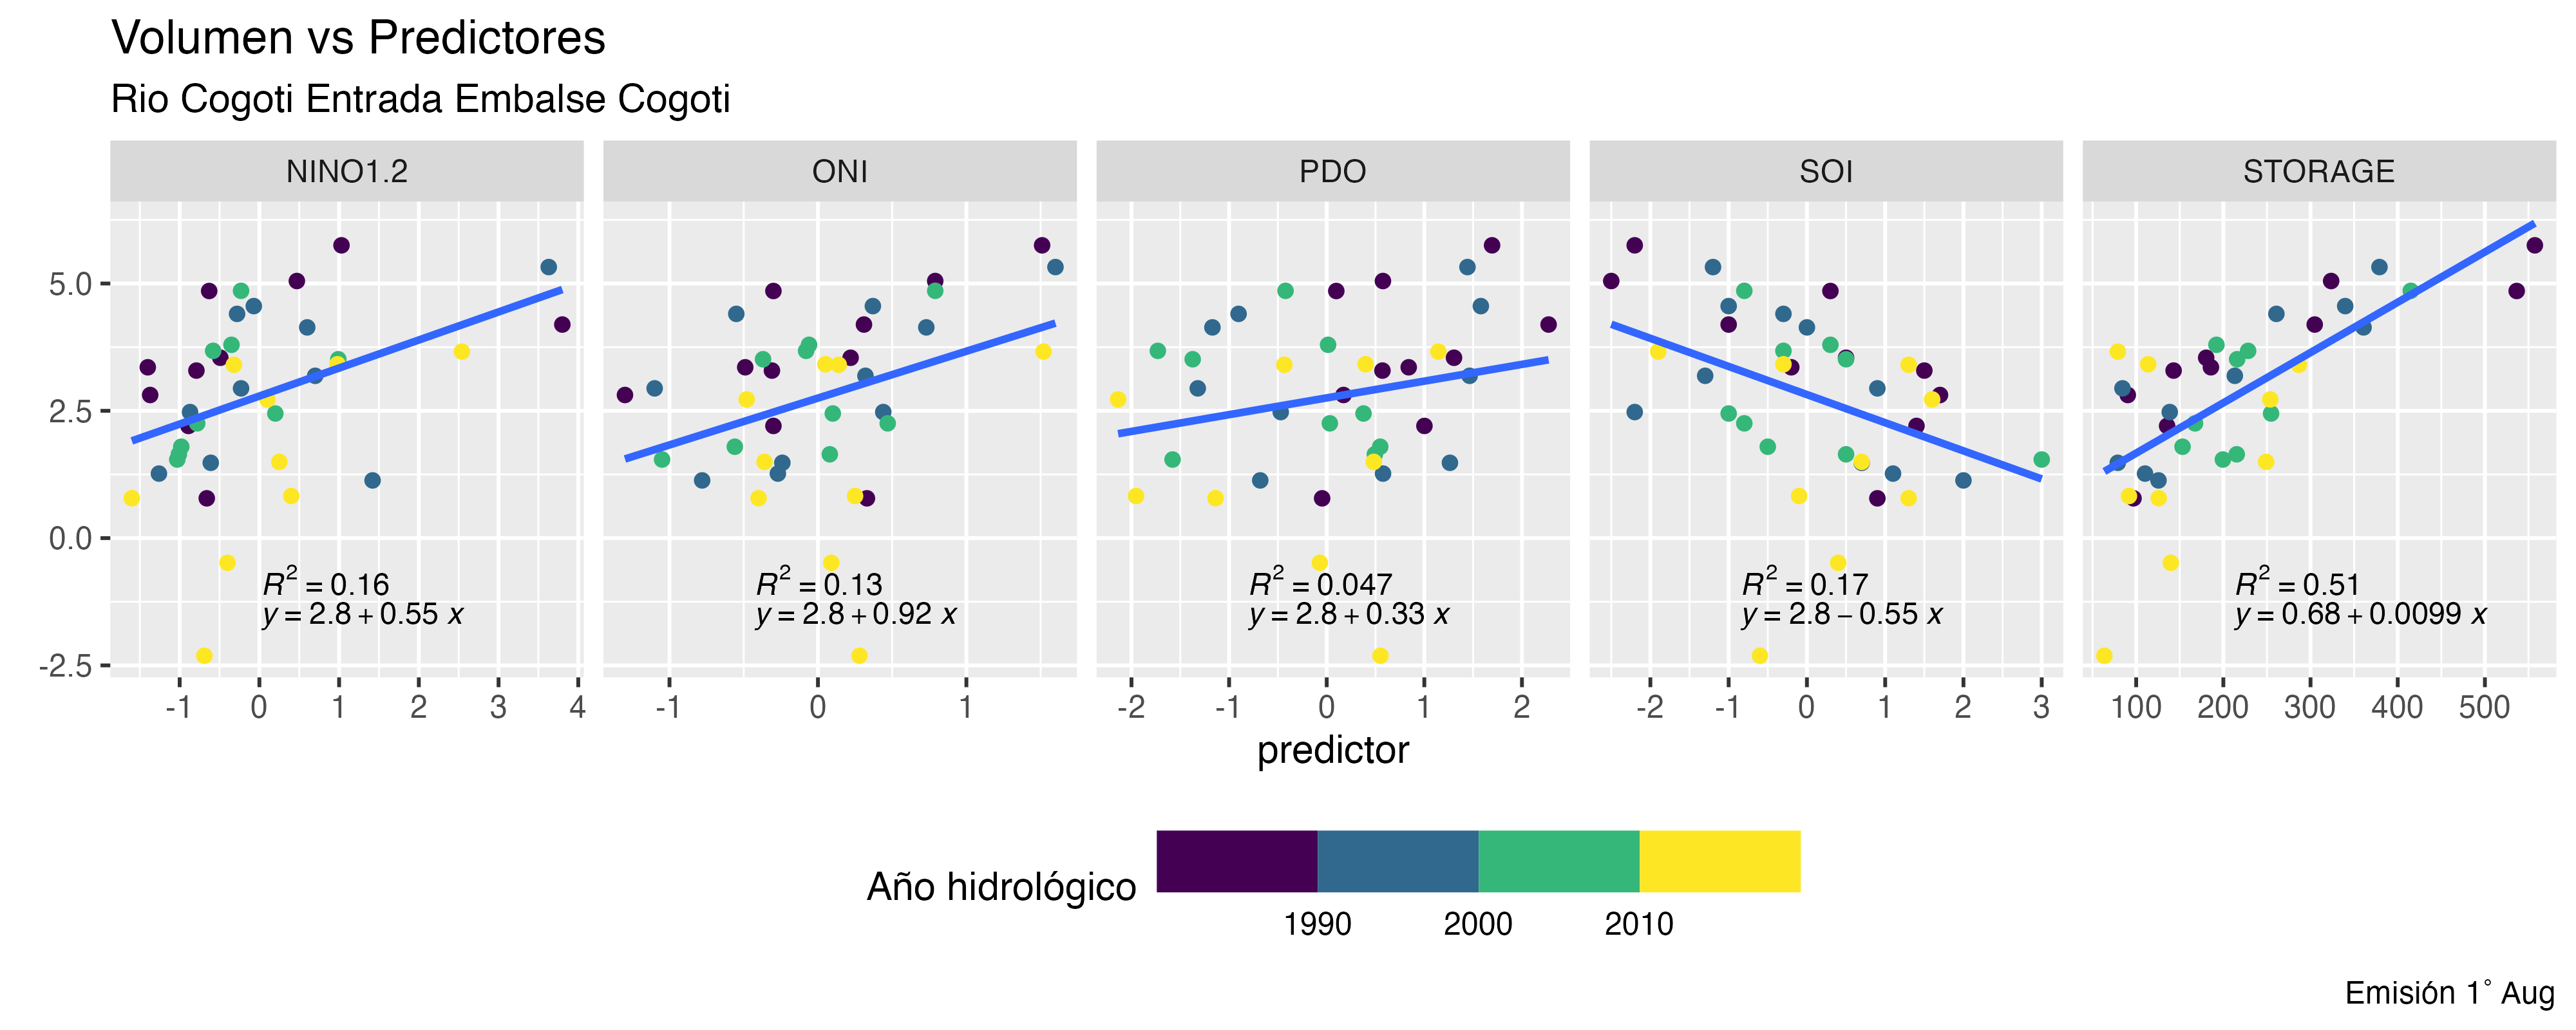 Volumen vs Predictores
Rio Cogoti Entrada Embalse Cogoti
NINO1.2 ONI PDO SOI STORAGE
5.0
2.5
0.0
-2.5
R² = 0.16
y = 2.8 + 0.55 x
R² = 0.13
y = 2.8 + 0.92 x
R² = 0.047
y = 2.8 + 0.33 x
R² = 0.17
y = 2.8 − 0.55 x
R² = 0.51
y = 0.68 + 0.0099 x
-1 0 1 2 3 4
-1 0 1
-2 -1 0 1 2
-2 -1 0 1 2 3
100 200 300 400 500
predictor
Año hidrológico
1990 2000 2010
Emisión 1° Aug